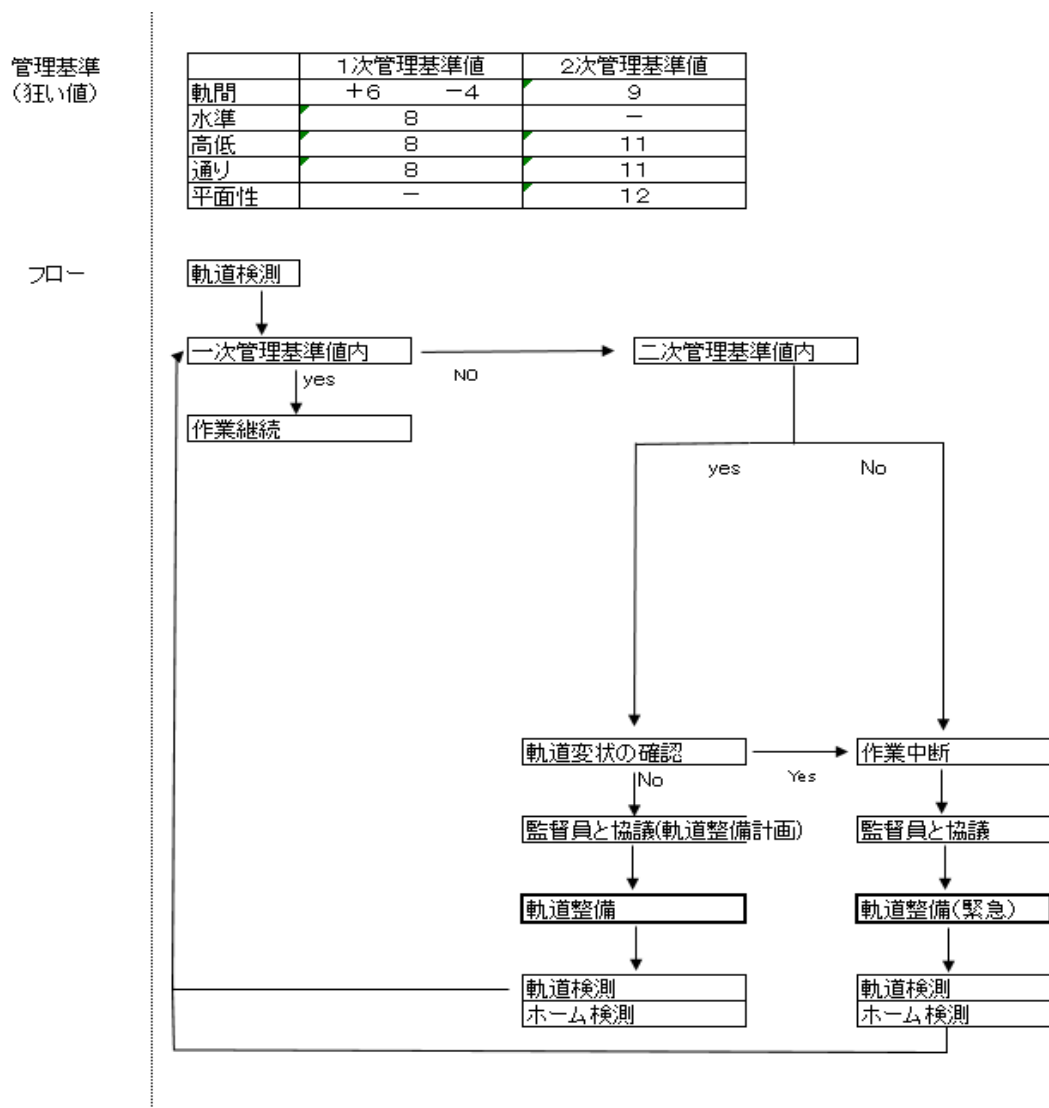 管理基準
(狂い値)
1次管理基準値 2次管理基準値
軌間 +6 -4 9
水準 8 -
高低 8 11
通り 8 11
平面性 - 12
フロー
軌道検測
一次管理基準値内
NO
二次管理基準値内
yes
作業継続
yes No
軌道変状の確認
Yes
作業中断
No
監督員と協議(軌道整備計画)
監督員と協議
軌道整備
軌道整備(緊急)
軌道検測
ホーム検測
軌道検測
ホーム検測